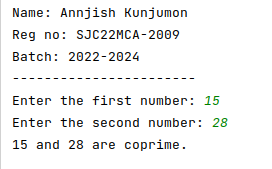 Name: Annjish Kunjumon
Reg no: SJC22MCA-2009
Batch: 2022-2024
-----------------------
Enter the first number: 15
Enter the second number: 28
15 and 28 are coprime.